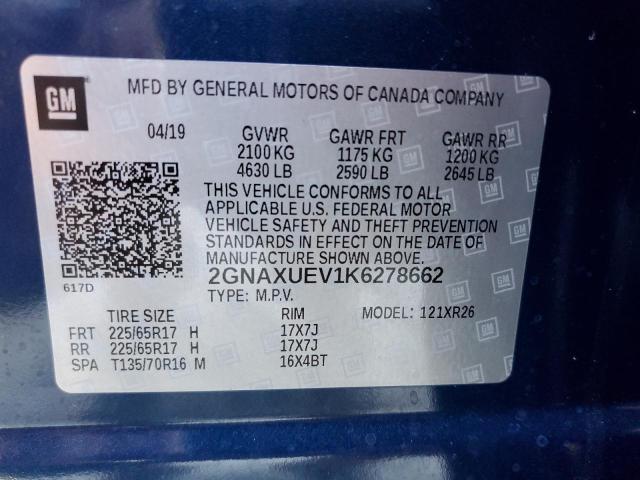 GM
MFD BY GENERAL MOTORS OF CANADA COMPANY
04/19 GVWR GAWR FRT GAWR RR
2100 KG 1175 KG 1200 KG
4630 LB 2590 LB 2645 LB
THIS VEHICLE CONFORMS TO ALL
APPLICABLE U.S. FEDERAL MOTOR
VEHICLE SAFETY AND THEFT PREVENTION
STANDARDS IN EFFECT ON THE DATE OF
MANUFACTURE SHOWN ABOVE.
2GNAXUEV1K6278662
617D
TYPE: M.P.V.
TIRE SIZE RIM MODEL: 121XR26
FRT 225/65R17 H 17X7J
RR 225/65R17 H 17X7J
SPA T135/70R16 M 16X4BT